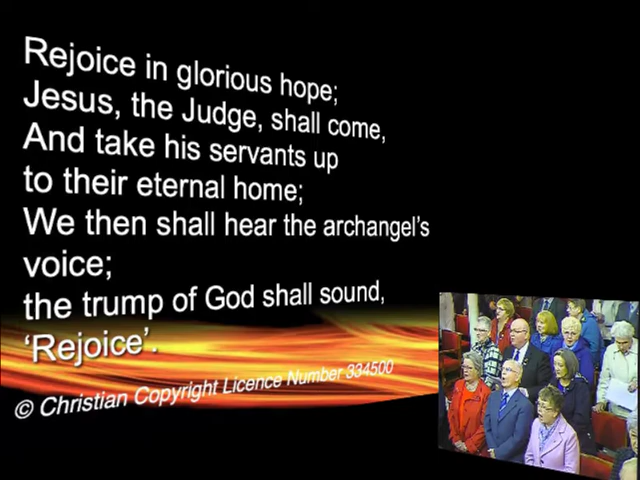 Rejoice in glorious hope;
Jesus, the Judge, shall come,
And take his servants up
to their eternal home;
We then shall hear the archangel's
voice;
the trump of God shall sound,
‘Rejoice’.
© Christian Copyright Licence Number 334500